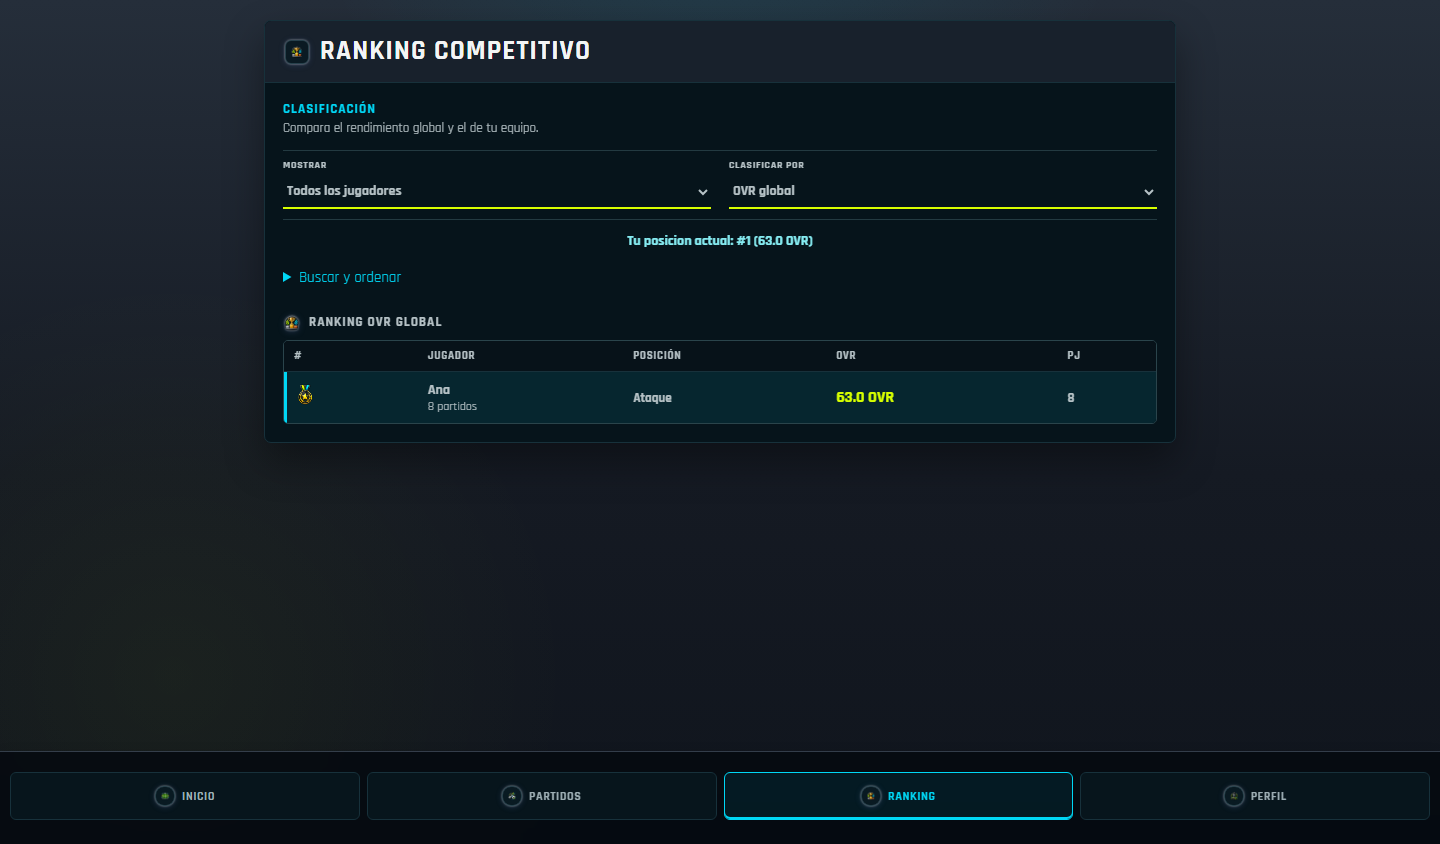 RANKING COMPETITIVO
CLASIFICACIÓN
Compara el rendimiento global y el de tu equipo.
MOSTRAR
CLASIFICAR POR
Todos los jugadores
OVR global
Tu posicion actual: #1 (63.0 OVR)
Buscar y ordenar
RANKING OVR GLOBAL
# JUGADOR POSICIÓN OVR PJ
Ana
8 partidos
Ataque
63.0 OVR
8
INICIO
PARTIDOS
RANKING
PERFIL